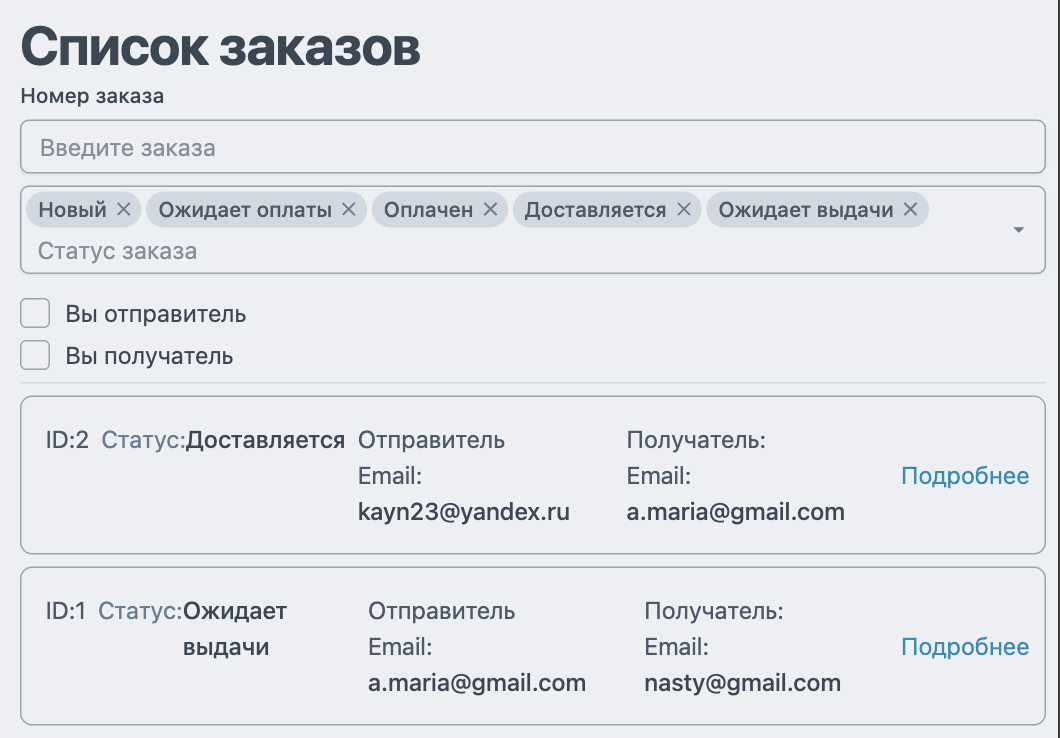 Список заказов
Номер заказа
Введите заказа
Новый × Ожидает оплаты × Оплачен × Доставляется × Ожидает выдачи ×
Статус заказа
Вы отправитель
Вы получатель
ID:2 Статус:Доставляется Отправитель Получатель:
Email: Email: Подробнее
kayn23@yandex.ru a.maria@gmail.com
ID:1 Статус:Ожидает Отправитель Получатель:
выдачи Email: Email: Подробнее
a.maria@gmail.com nasty@gmail.com